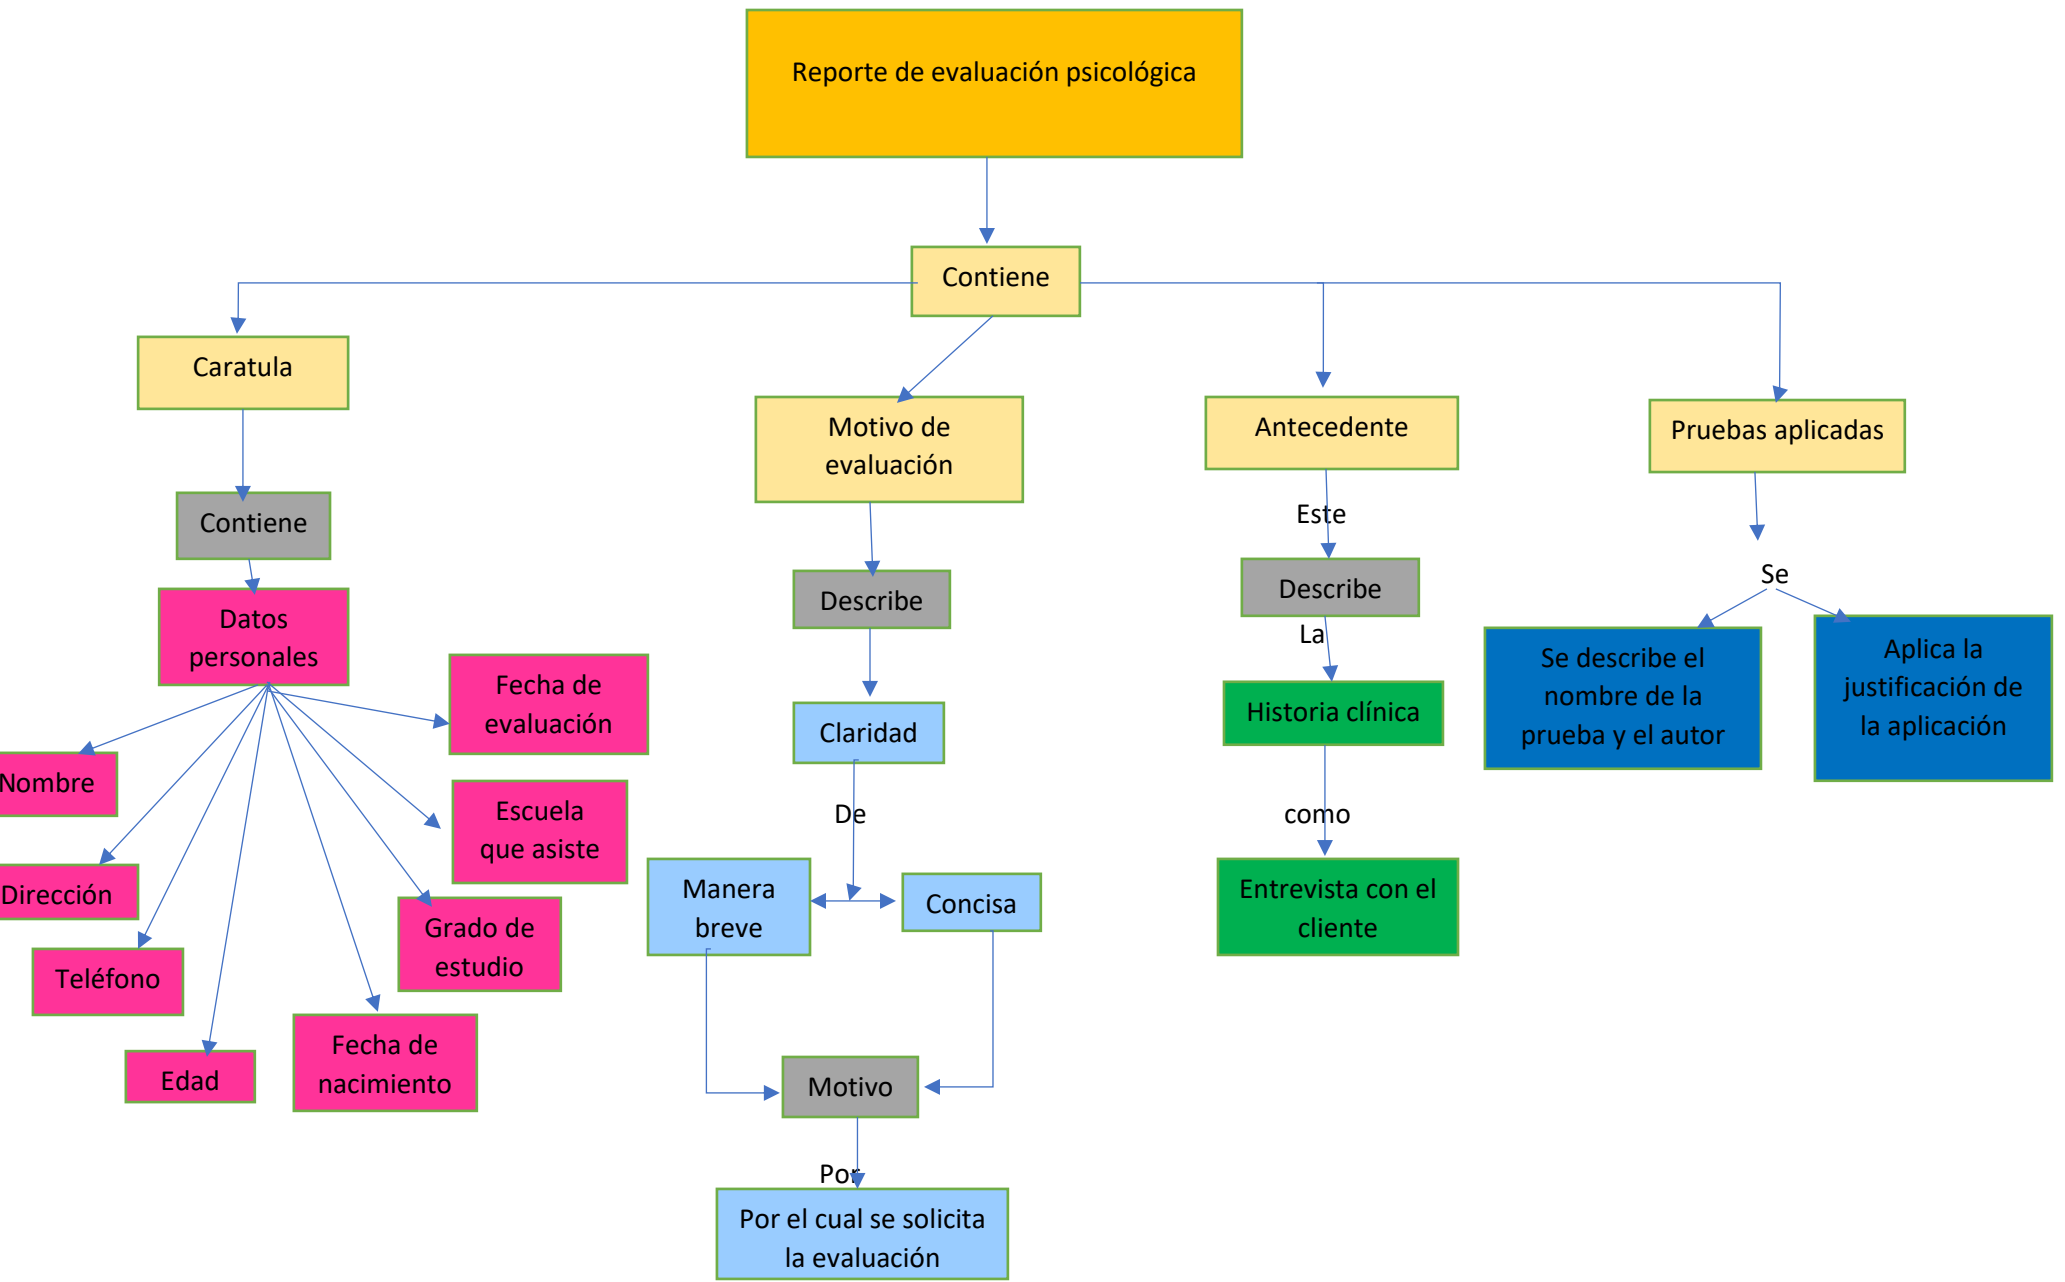 Reporte de evaluación psicológica
Contiene
Caratula
Contiene
Datos
personales
Fecha de
evaluación
Nombre
Escuela
que asiste
Dirección
Grado de
estudio
Teléfono
Fecha de
nacimiento
Edad
Motivo de
evaluación
Describe
Claridad
De
Manera
breve
Concisa
Motivo
Por
Por el cual se solicita
la evaluación
Antecedente
Este
Describe
La
Historia clínica
como
Entrevista con el
cliente
Pruebas aplicadas
Se
Se describe el
nombre de la
prueba y el autor
Aplica la
justificación de
la aplicación